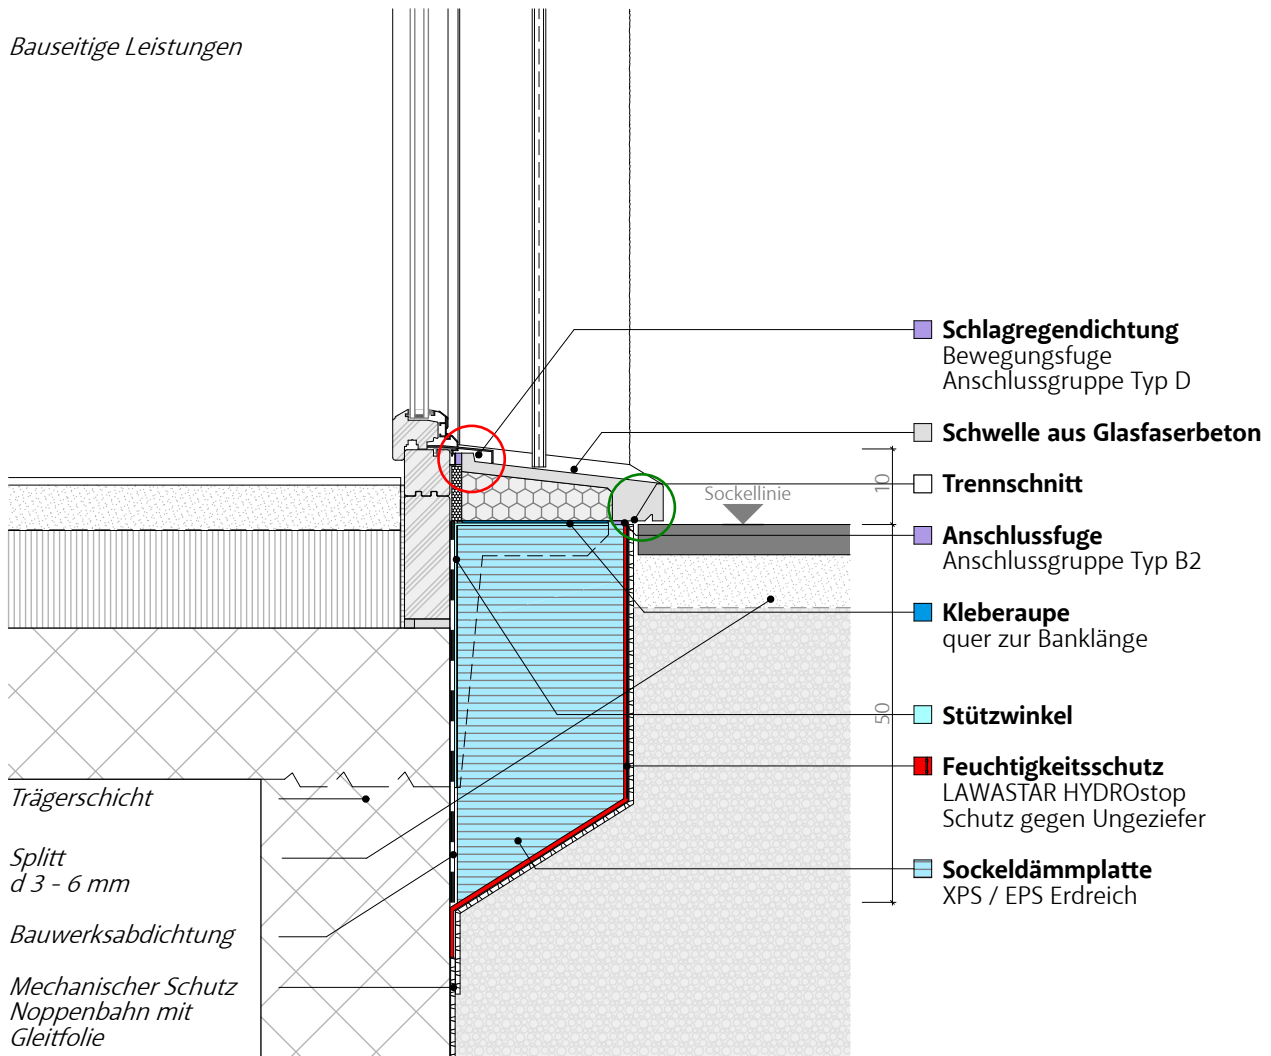 Bauseitige Leistungen
Schlagregendichtung
Bewegungsfuge
Anschlussgruppe Typ D
Schwelle aus Glasfaserbeton
10
Sockellinie
Trennschnitt
Anschlussfuge
Anschlussgruppe Typ B2
Kleberaupe
quer zur Banklänge
50
Stützwinkel
Feuchtigkeitsschutz
LAWASTAR HYDROstop
Schutz gegen Ungeziefer
Sockeldämmplatte
XPS / EPS Erdreich
Trägerschicht
Splitt
d 3 - 6 mm
Bauwerksabdichtung
Mechanischer Schutz
Noppenbahn mit
Gleitfolie